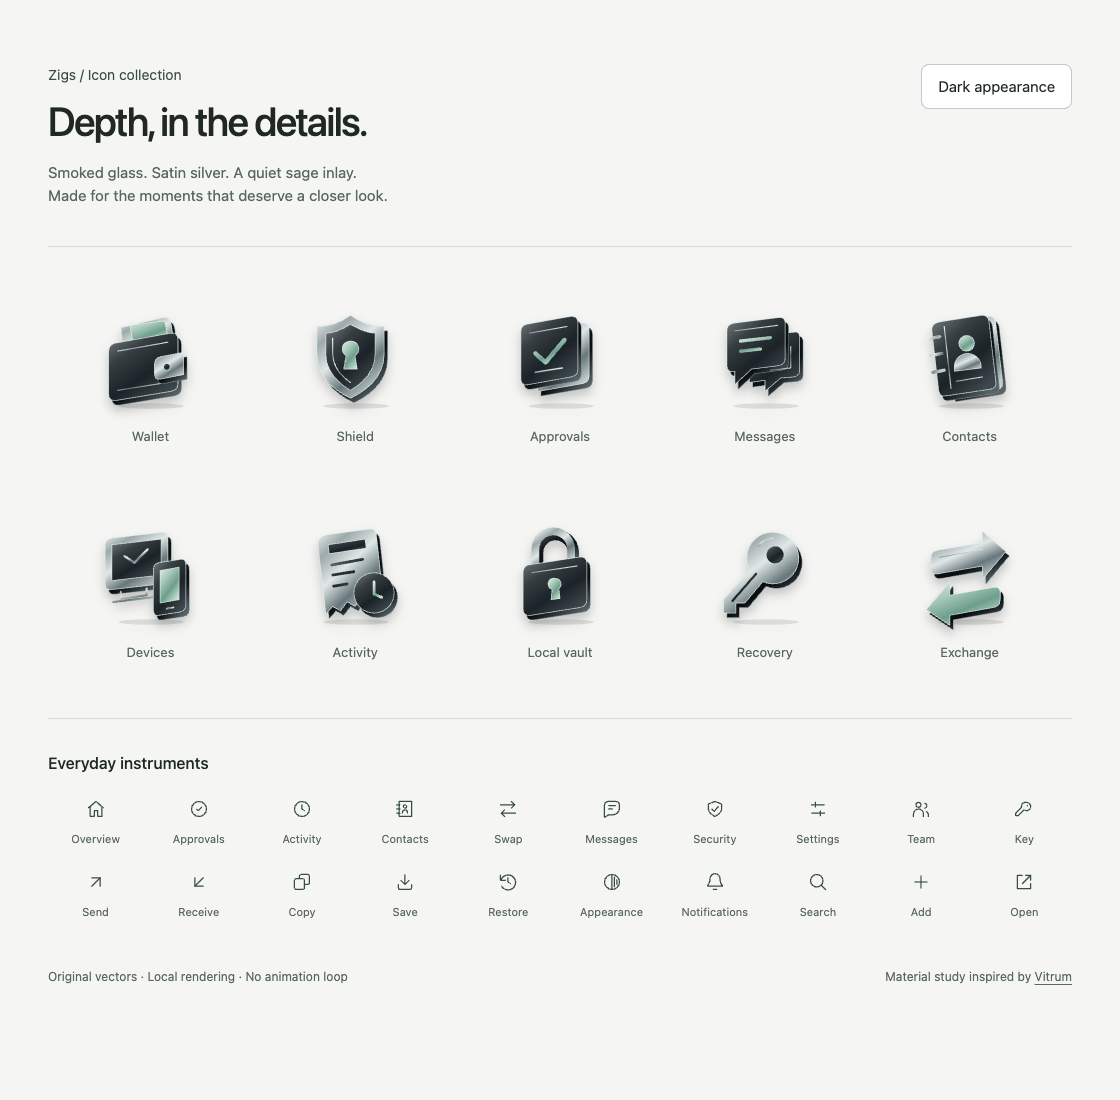 Zigs / Icon collection
Dark appearance
Depth, in the details.
Smoked glass. Satin silver. A quiet sage inlay.
Made for the moments that deserve a closer look.
Wallet
Shield
Approvals
Messages
Contacts
Devices
Activity
Local vault
Recovery
Exchange
Everyday instruments
Overview
Approvals
Activity
Contacts
Swap
Messages
Security
Settings
Team
Key
Send
Receive
Copy
Save
Restore
Appearance
Notifications
Search
Add
Open
Original vectors · Local rendering · No animation loop
Material study inspired by Vitrum